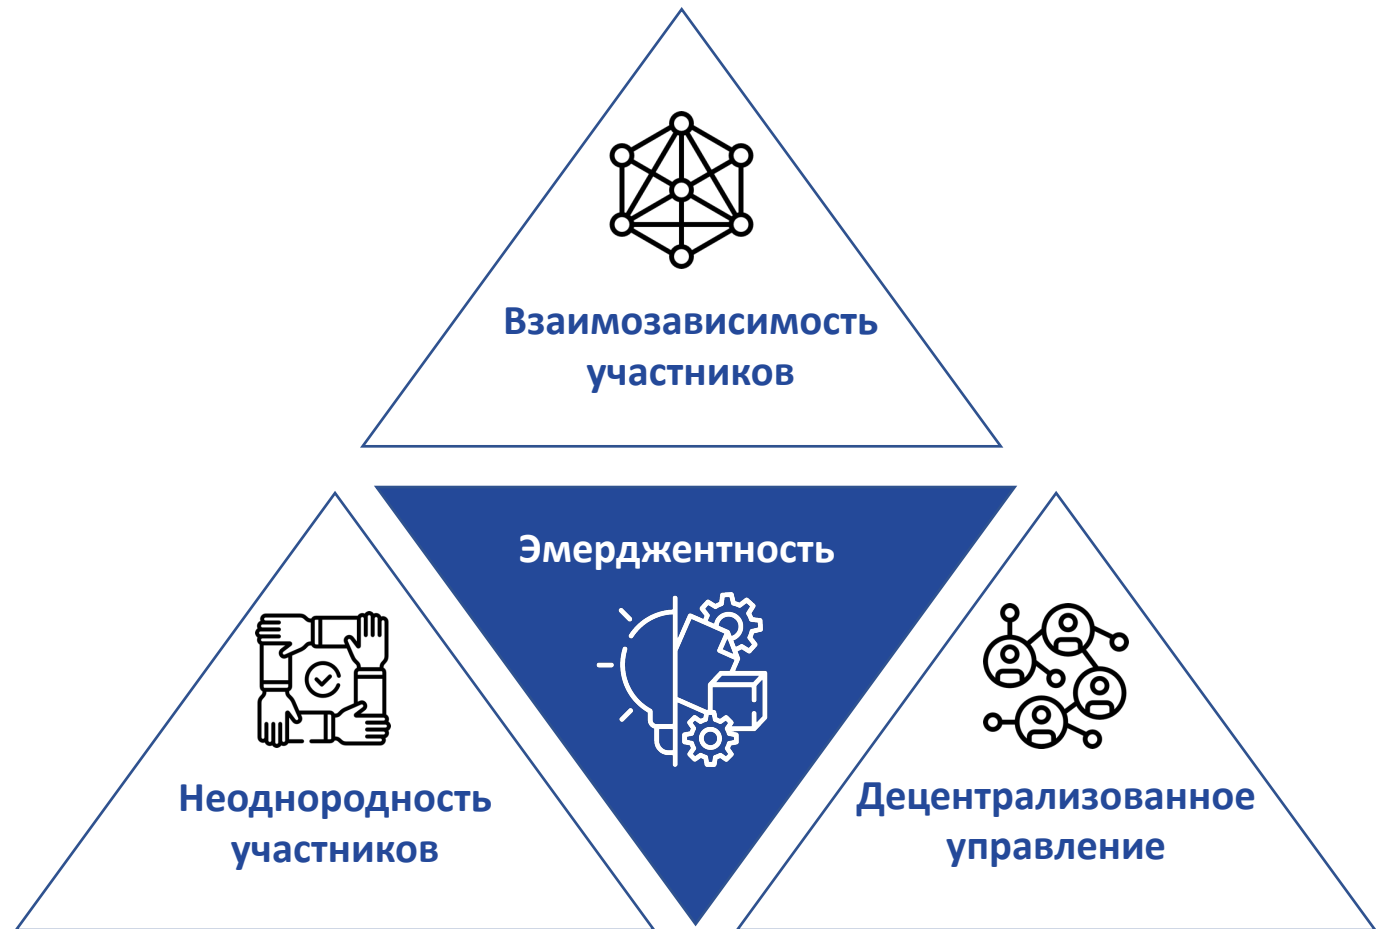 Взаимозависимость
участников
Эмерджентность
Неоднородность
участников
Децентрализованное
управление